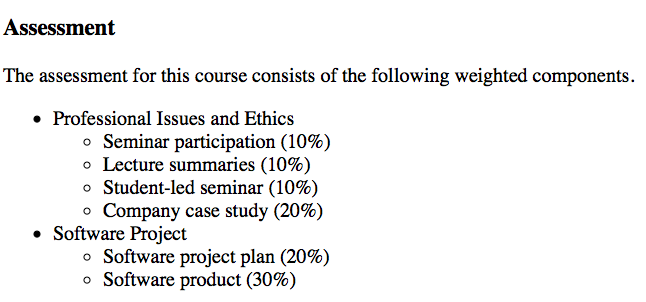 Assessment
The assessment for this course consists of the following weighted components.
• Professional Issues and Ethics
◦ Seminar participation (10%)
◦ Lecture summaries (10%)
◦ Student-led seminar (10%)
◦ Company case study (20%)
• Software Project
◦ Software project plan (20%)
◦ Software product (30%)